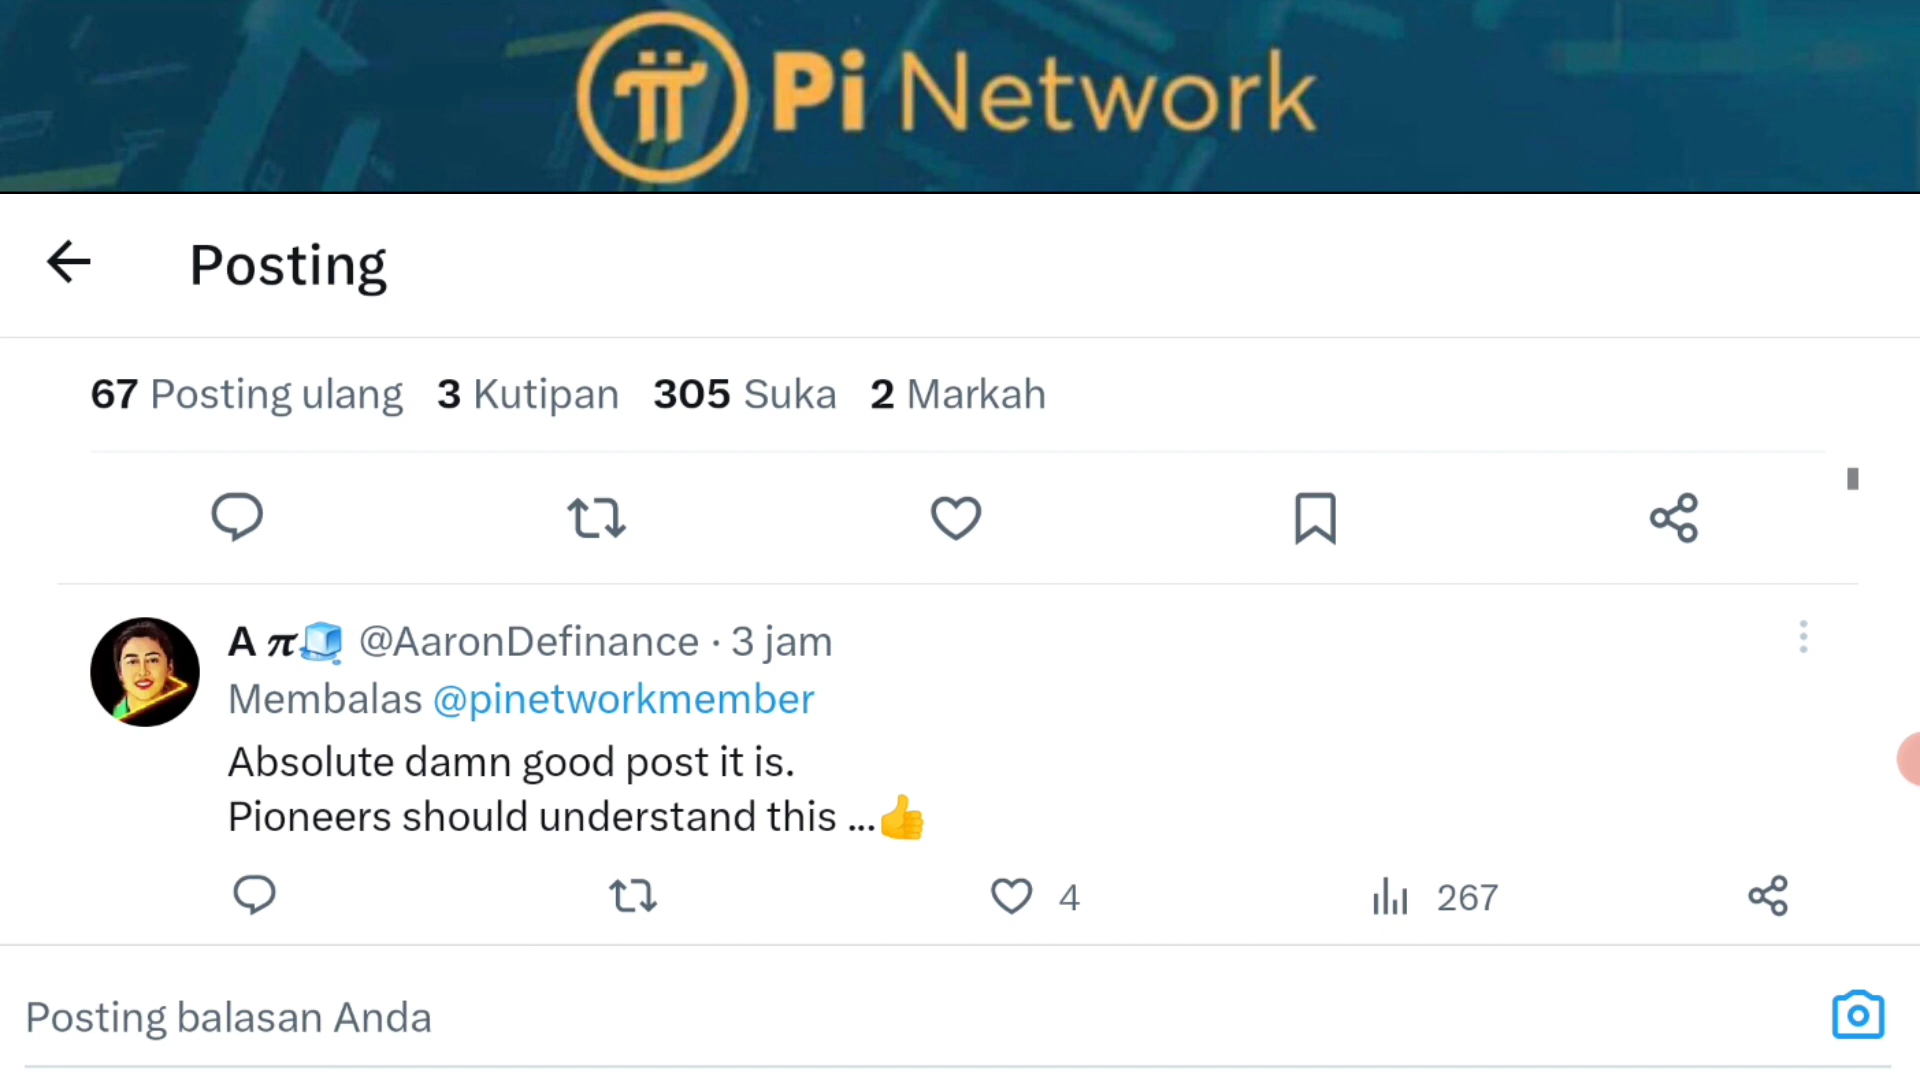 Pi Network
Posting
67 Posting ulang 3 Kutipan 305 Suka 2 Markah
A π🧊 @AaronDefinance · 3 jam
Membalas @pinetworkmember
Absolute damn good post it is.
Pioneers should understand this ...👍
4 267
Posting balasan Anda